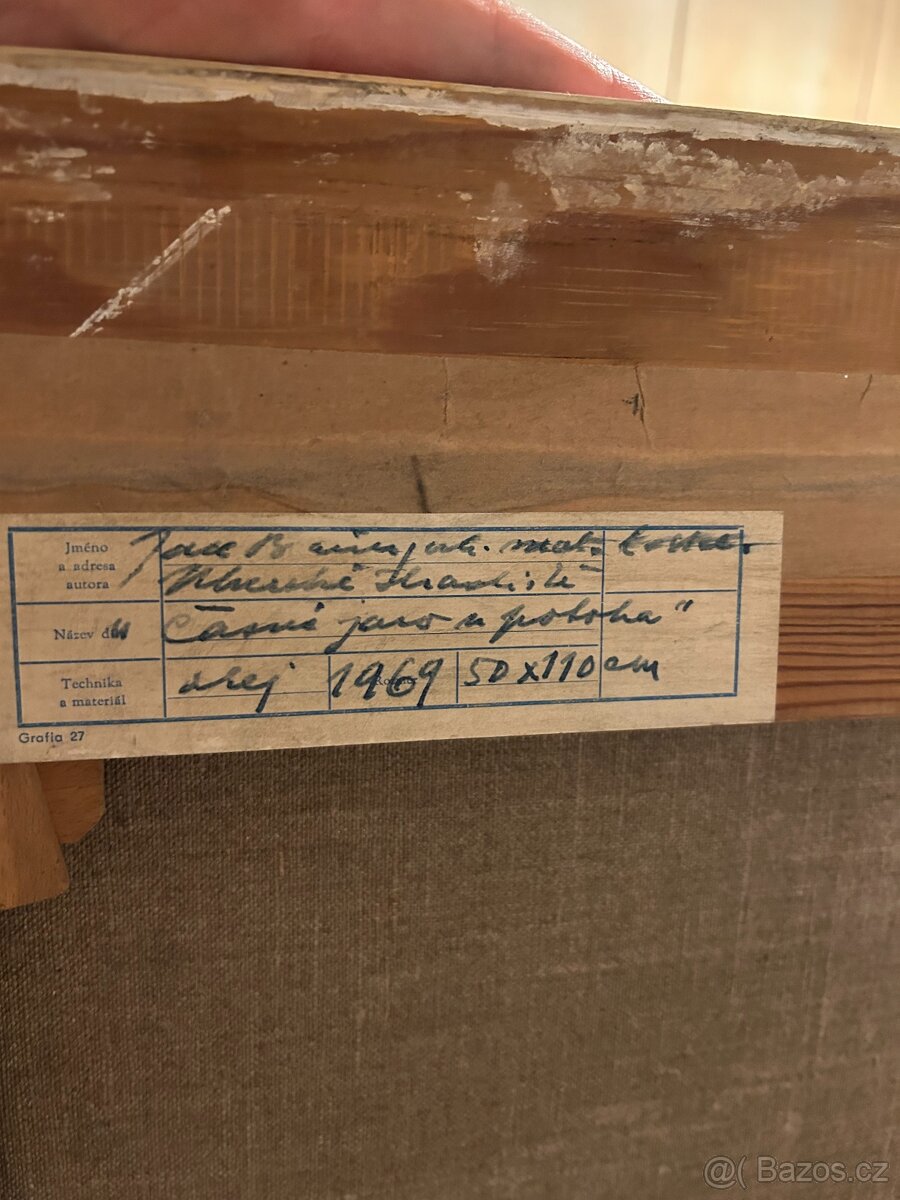 Jméno
a adresa
autora
Uherské Hradiště
Název
„Časné jaro u potoka"
Technika
a materiál
olej
1969
50 x 110 cm
Grafia 27
@( Bazos.cz